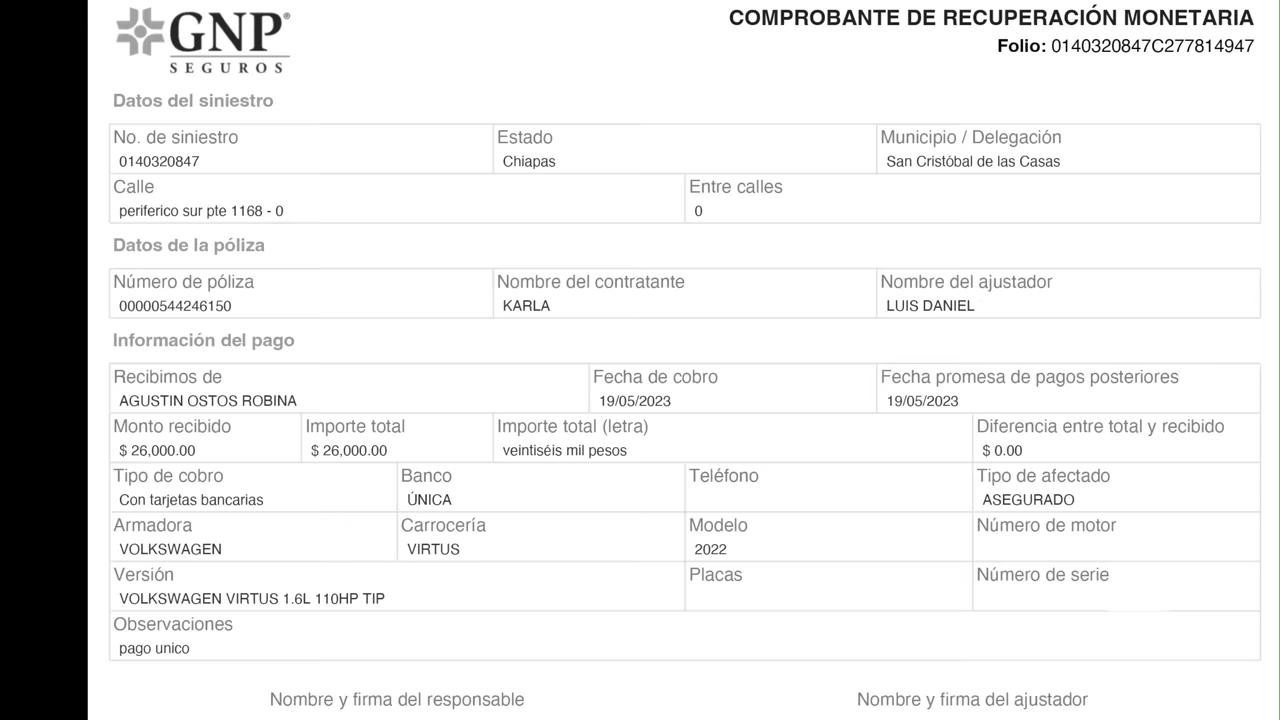 GNP®
SEGUROS
COMPROBANTE DE RECUPERACIÓN MONETARIA
Folio: 0140320847C277814947
Datos del siniestro
No. de siniestro Estado Municipio / Delegación
0140320847 Chiapas San Cristóbal de las Casas
Calle Entre calles
periferico sur pte 1168 - 0 0
Datos de la póliza
Número de póliza Nombre del contratante Nombre del ajustador
00000544246150 KARLA LUIS DANIEL
Información del pago
Recibimos de Fecha de cobro Fecha promesa de pagos posteriores
AGUSTIN OSTOS ROBINA 19/05/2023 19/05/2023
Monto recibido Importe total Importe total (letra) Diferencia entre total y recibido
$ 26,000.00 $ 26,000.00 veintiséis mil pesos $ 0.00
Tipo de cobro Banco Teléfono Tipo de afectado
Con tarjetas bancarias ÚNICA ASEGURADO
Armadora Carrocería Modelo Número de motor
VOLKSWAGEN VIRTUS 2022
Versión Placas Número de serie
VOLKSWAGEN VIRTUS 1.6L 110HP TIP
Observaciones
pago unico
Nombre y firma del responsable Nombre y firma del ajustador